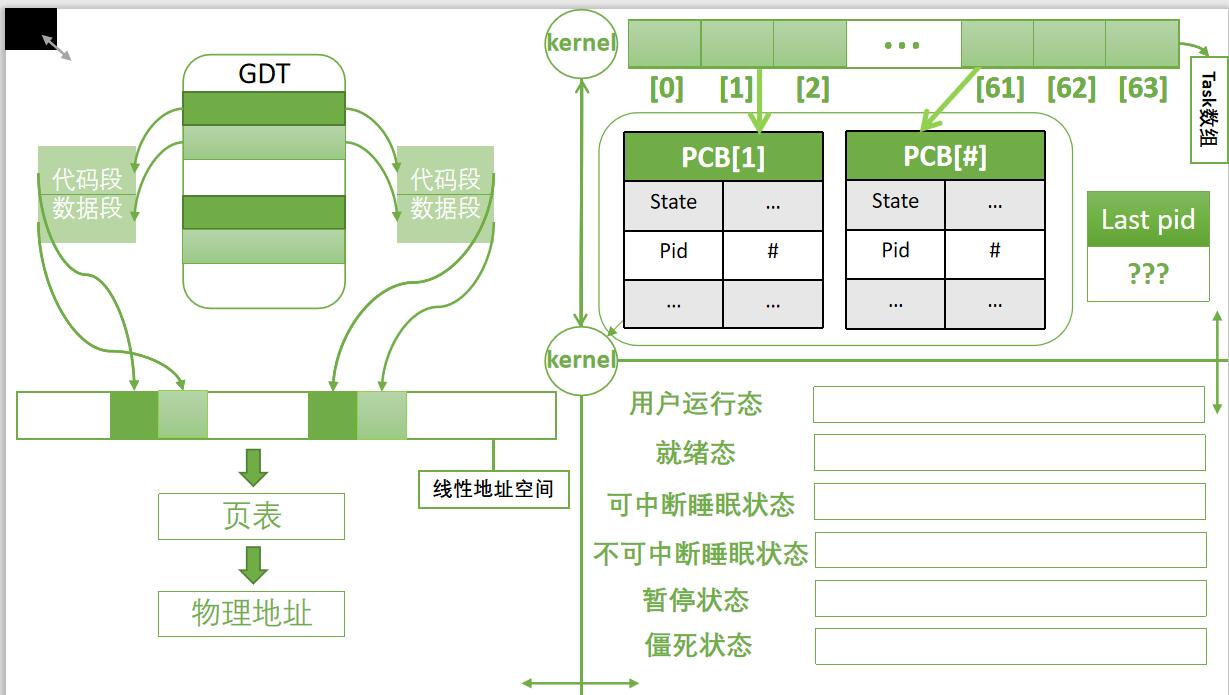 GDT
代码段
数据段
代码段
数据段
线性地址空间
页表
物理地址
kernel
...
[0] [1] [2] [61] [62] [63]
Task数组
PCB[1]
State ...
Pid #
... ...
PCB[#]
State ...
Pid #
... ...
Last pid
???
kernel
用户运行态
就绪态
可中断睡眠状态
不可中断睡眠状态
暂停状态
僵死状态